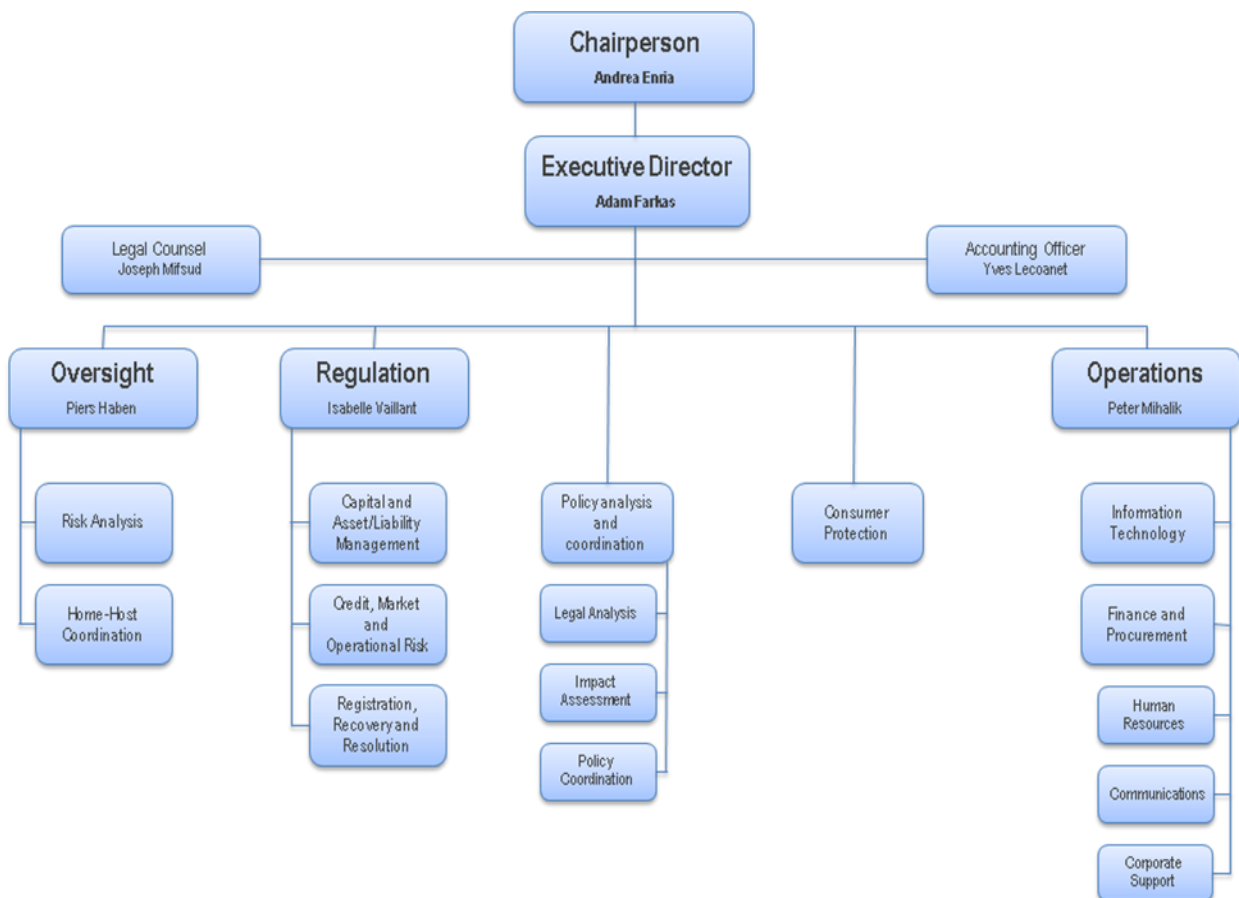 Chairperson
Andrea Enria
Executive Director
Adam Farkas
Legal Counsel
Joseph Mifsud
Accounting Officer
Yves Lecoanet
Oversight
Piers Haben
Regulation
Isabelle Vaillant
Operations
Peter Mihalik
Risk Analysis
Home-Host
Coordination
Capital and
Asset/Liability
Management
Credit, Market
and
Operational Risk
Registration,
Recovery and
Resolution
Policy analysis
and
coordination
Legal Analysis
Impact
Assessment
Policy
Coordination
Consumer
Protection
Information
Technology
Finance and
Procurement
Human
Resources
Communications
Corporate
Support